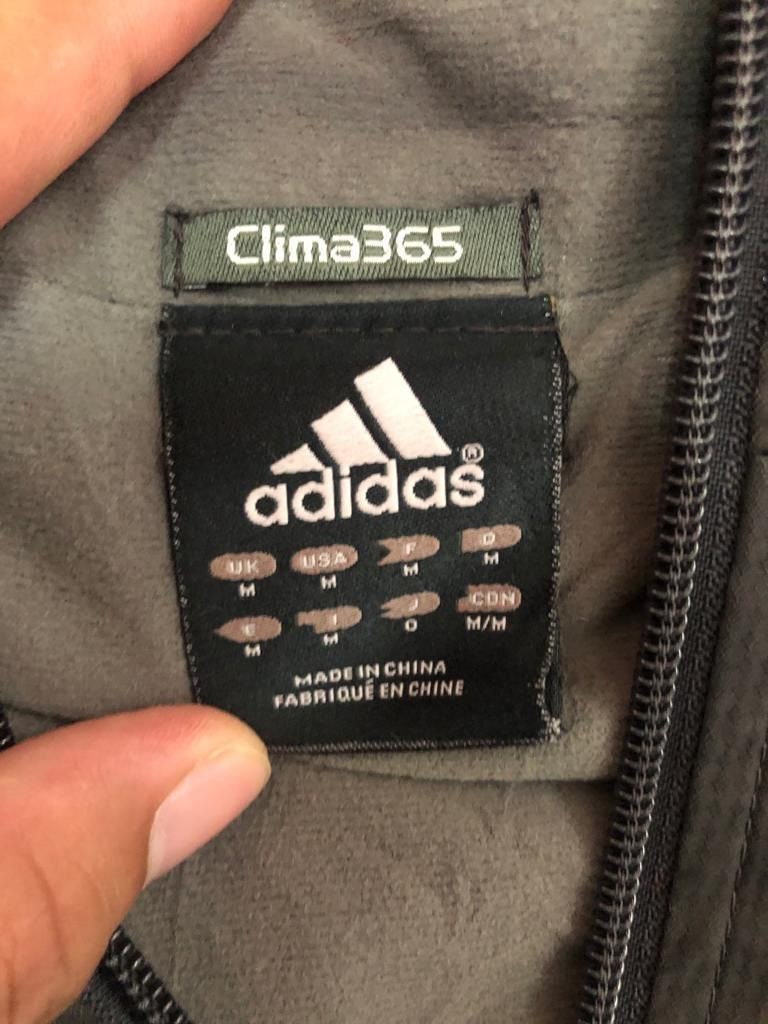 Clima365
adidas®
UK USA F D
M M M M
E I J CDN
M M O M/M
MADE IN CHINA
FABRIQUÉ EN CHINE